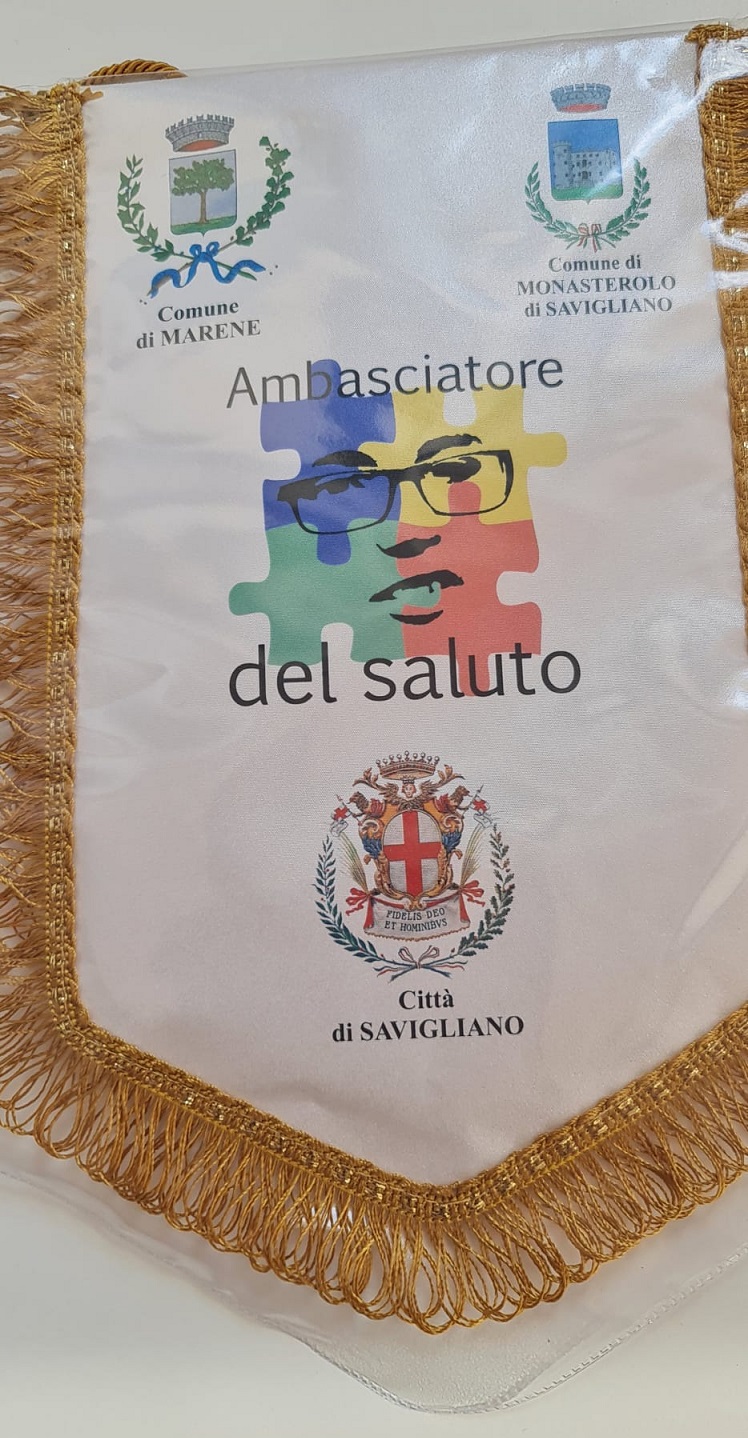 Comune
di MARENE
Comune di
MONASTEROLO
di SAVIGLIANO
Ambasciatore
del saluto
FIDELIS DEO
ET HOMINIBVS
Città
di SAVIGLIANO